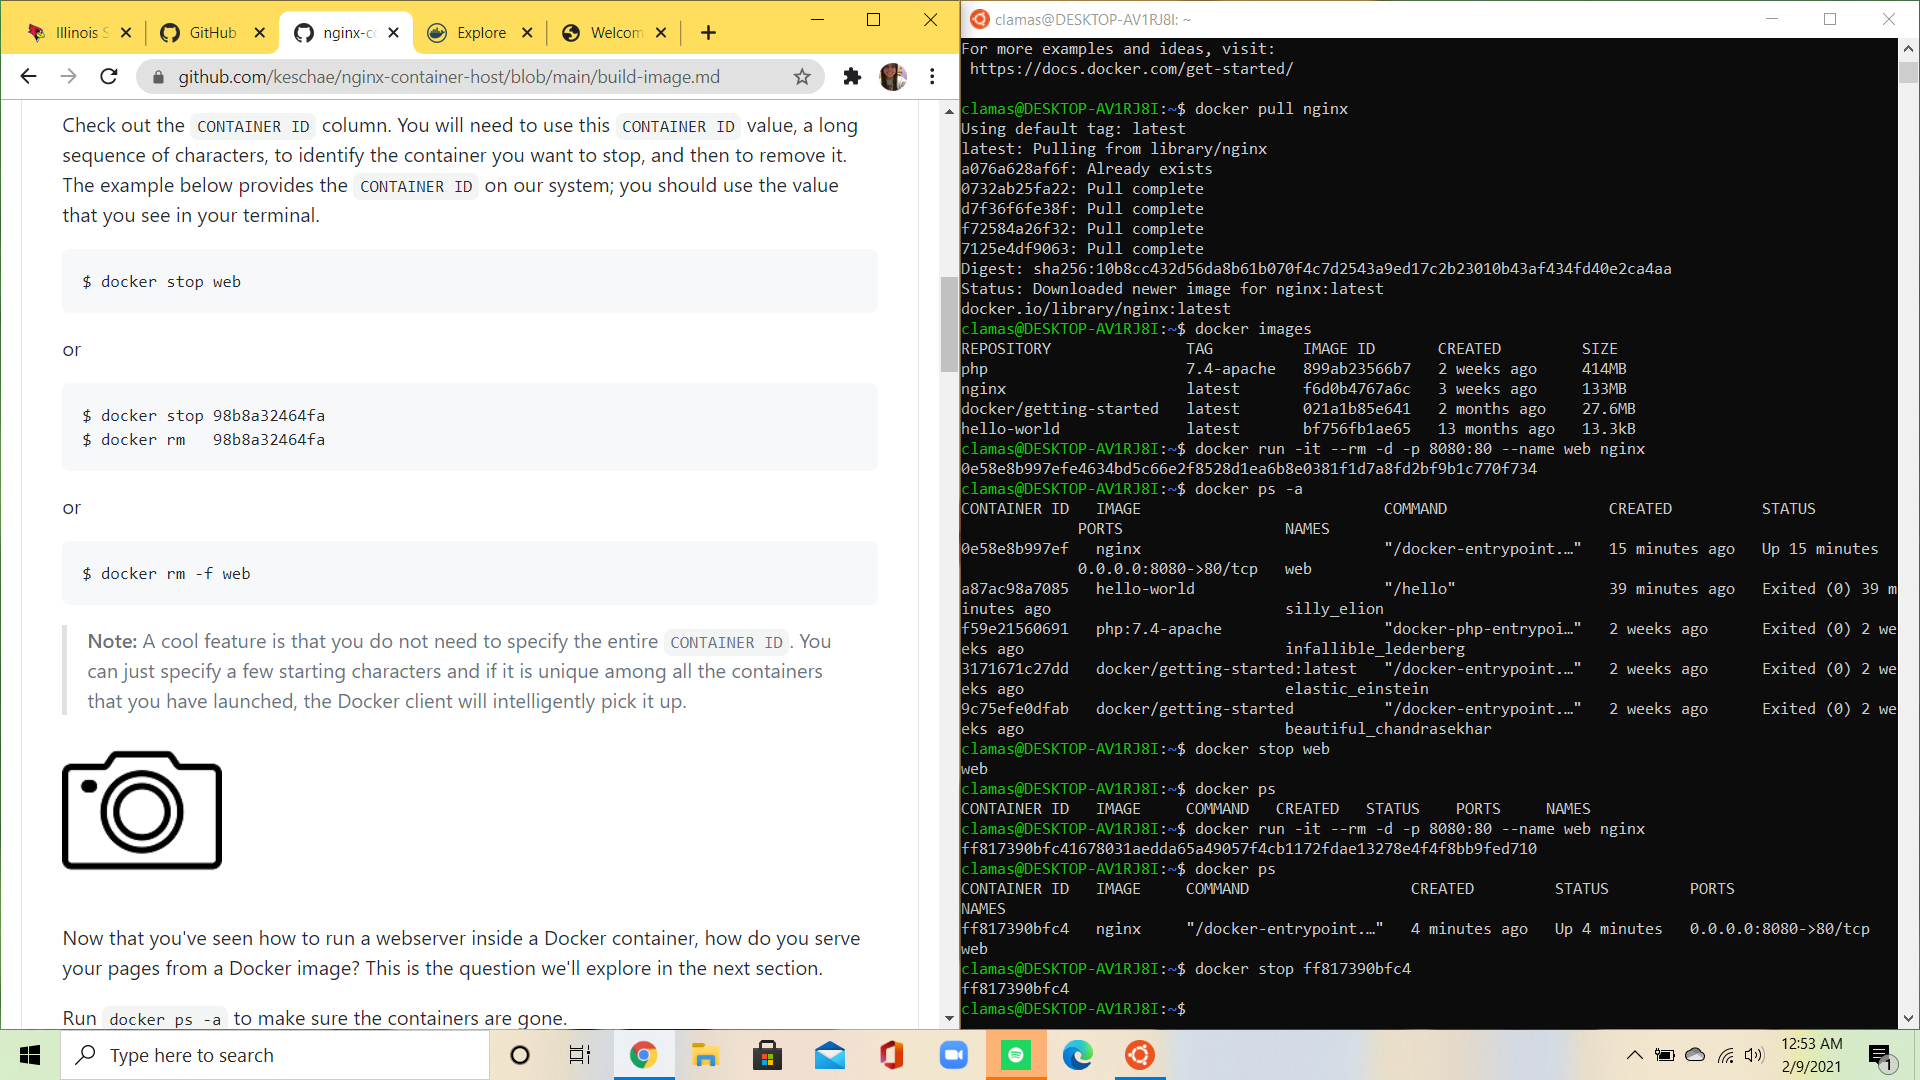 Illinois S
GitHub
nginx-co
Explore
Welcom
github.com/keschae/nginx-container-host/blob/main/build-image.md
Check out the CONTAINER ID column. You will need to use this CONTAINER ID value, a long
sequence of characters, to identify the container you want to stop, and then to remove it.
The example below provides the CONTAINER ID on our system; you should use the value
that you see in your terminal.
$ docker stop web
or
$ docker stop 98b8a32464fa
$ docker rm   98b8a32464fa
or
$ docker rm -f web
Note: A cool feature is that you do not need to specify the entire CONTAINER ID. You
can just specify a few starting characters and if it is unique among all the containers
that you have launched, the Docker client will intelligently pick it up.
Now that you've seen how to run a webserver inside a Docker container, how do you serve
your pages from a Docker image? This is the question we'll explore in the next section.
Run docker ps -a to make sure the containers are gone.
clamas@DESKTOP-AV1RJ8I: ~
For more examples and ideas, visit:
https://docs.docker.com/get-started/
clamas@DESKTOP-AV1RJ8I:~$ docker pull nginx
Using default tag: latest
latest: Pulling from library/nginx
a076a628af6f: Already exists
0732ab25fa22: Pull complete
d7f36f6fe38f: Pull complete
f72584a26f32: Pull complete
7125e4df9063: Pull complete
Digest: sha256:10b8cc432d56da8b61b070f4c7d2543a9ed17c2b23010b43af434fd40e2ca4aa
Status: Downloaded newer image for nginx:latest
docker.io/library/nginx:latest
clamas@DESKTOP-AV1RJ8I:~$ docker images
REPOSITORY TAG IMAGE ID CREATED SIZE
php 7.4-apache 899ab23566b7 2 weeks ago 414MB
nginx latest f6d0b4767a6c 3 weeks ago 133MB
docker/getting-started latest 021a1b85e641 2 months ago 27.6MB
hello-world latest bf756fb1ae65 13 months ago 13.3kB
clamas@DESKTOP-AV1RJ8I:~$ docker run -it --rm -d -p 8080:80 --name web nginx
0e58e8b997efe4634bd5c66e2f8528d1ea6b8e0381f1d7a8fd2bf9b1c770f734
clamas@DESKTOP-AV1RJ8I:~$ docker ps -a
CONTAINER ID IMAGE COMMAND CREATED STATUS
PORTS NAMES
0e58e8b997ef nginx "/docker-entrypoint.…" 15 minutes ago Up 15 minutes
0.0.0.0:8080->80/tcp web
a87ac98a7085 hello-world "/hello" 39 minutes ago Exited (0) 39 m
inutes ago silly_elion
f59e21560691 php:7.4-apache "docker-php-entrypoi…" 2 weeks ago Exited (0) 2 we
eks ago infallible_lederberg
3171671c27dd docker/getting-started:latest "/docker-entrypoint.…" 2 weeks ago Exited (0) 2 we
eks ago elastic_einstein
9c75efe0dfab docker/getting-started "/docker-entrypoint.…" 2 weeks ago Exited (0) 2 we
eks ago beautiful_chandrasekhar
clamas@DESKTOP-AV1RJ8I:~$ docker stop web
web
clamas@DESKTOP-AV1RJ8I:~$ docker ps
CONTAINER ID IMAGE COMMAND CREATED STATUS PORTS NAMES
clamas@DESKTOP-AV1RJ8I:~$ docker run -it --rm -d -p 8080:80 --name web nginx
ff817390bfc41678031aedda65a49057f4cb1172fdae13278e4f4f8bb9fed710
clamas@DESKTOP-AV1RJ8I:~$ docker ps
CONTAINER ID IMAGE COMMAND CREATED STATUS PORTS
NAMES
ff817390bfc4 nginx "/docker-entrypoint.…" 4 minutes ago Up 4 minutes 0.0.0.0:8080->80/tcp
web
clamas@DESKTOP-AV1RJ8I:~$ docker stop ff817390bfc4
ff817390bfc4
clamas@DESKTOP-AV1RJ8I:~$
Type here to search
12:53 AM
2/9/2021
1